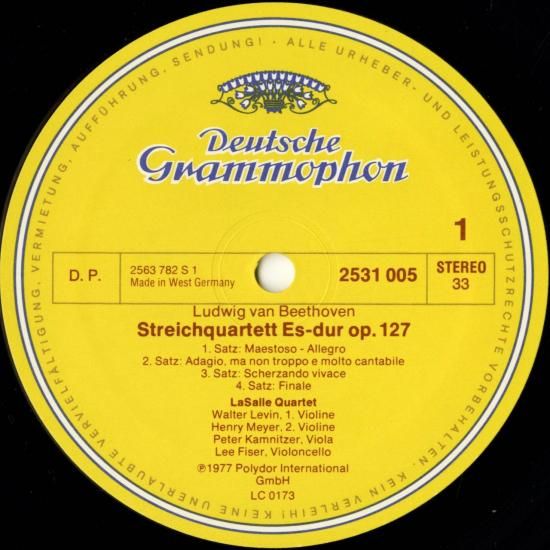 KEIN VERLEIH! KEINE UNERLAUBTE VERVIELFÄLTIGUNG, VERMIETUNG, AUFFÜHRUNG, SENDUNG! · ALLE URHEBER- UND LEISTUNGSSCHUTZRECHTE VORBEHALTEN.
Deutsche
Grammophon
1
D. P.
2563 782 S 1
Made in West Germany
2531 005
STEREO
33
Ludwig van Beethoven
Streichquartett Es-dur op. 127
1. Satz: Maestoso - Allegro
2. Satz: Adagio, ma non troppo e molto cantabile
3. Satz: Scherzando vivace
4. Satz: Finale
LaSalle Quartet
Walter Levin, 1. Violine
Henry Meyer, 2. Violine
Peter Kamnitzer, Viola
Lee Fiser, Violoncello
℗1977 Polydor International
GmbH
LC 0173